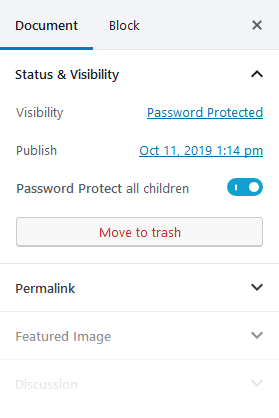 Document Block
Status & Visibility
Visibility Password Protected
Publish Oct 11, 2019 1:14 pm
Password Protect all children
Move to trash
Permalink
Featured Image
Discussion